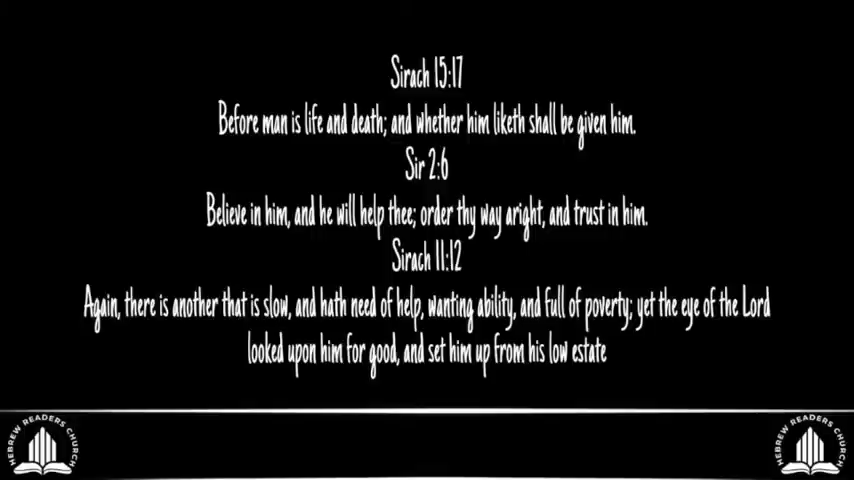 Sirach 15:17
Before man is life and death; and whether him liketh shall be given him.
Sir 2:6
Believe in him, and he will help thee; order thy way aright, and trust in him.
Sirach 11:12
Again, there is another that is slow, and hath need of help, wanting ability, and full of poverty; yet the eye of the Lord
looked upon him for good, and set him up from his low estate
HEBREW READERS CHURCH
HEBREW READERS CHURCH